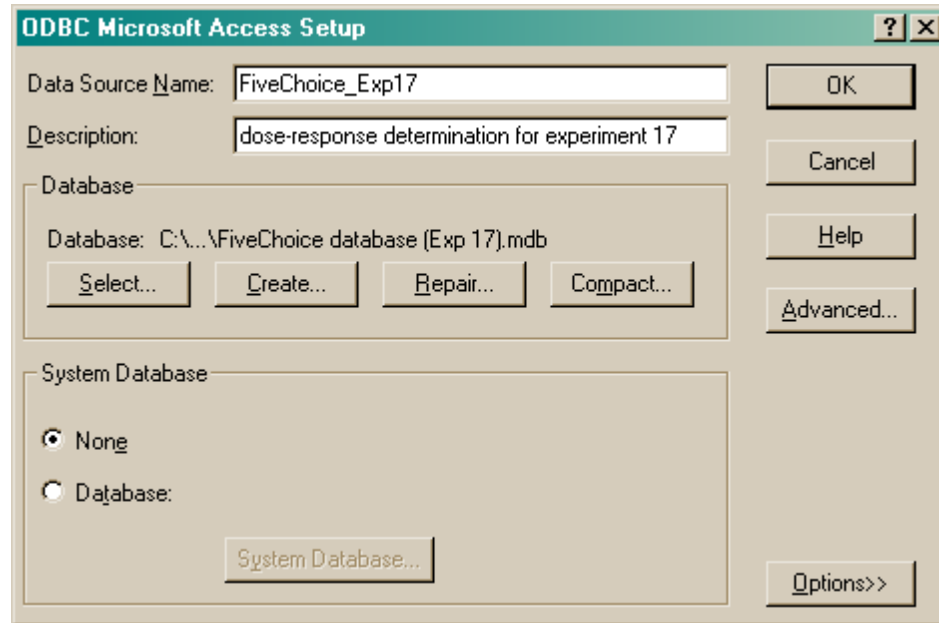 ODBC Microsoft Access Setup
Data Source Name: FiveChoice_Exp17
OK
Description: dose-response determination for experiment 17
Cancel
Database
Database: C:\...\FiveChoice database (Exp 17).mdb
Help
Select... Create... Repair... Compact...
Advanced...
System Database
None
Database:
System Database...
Options>>